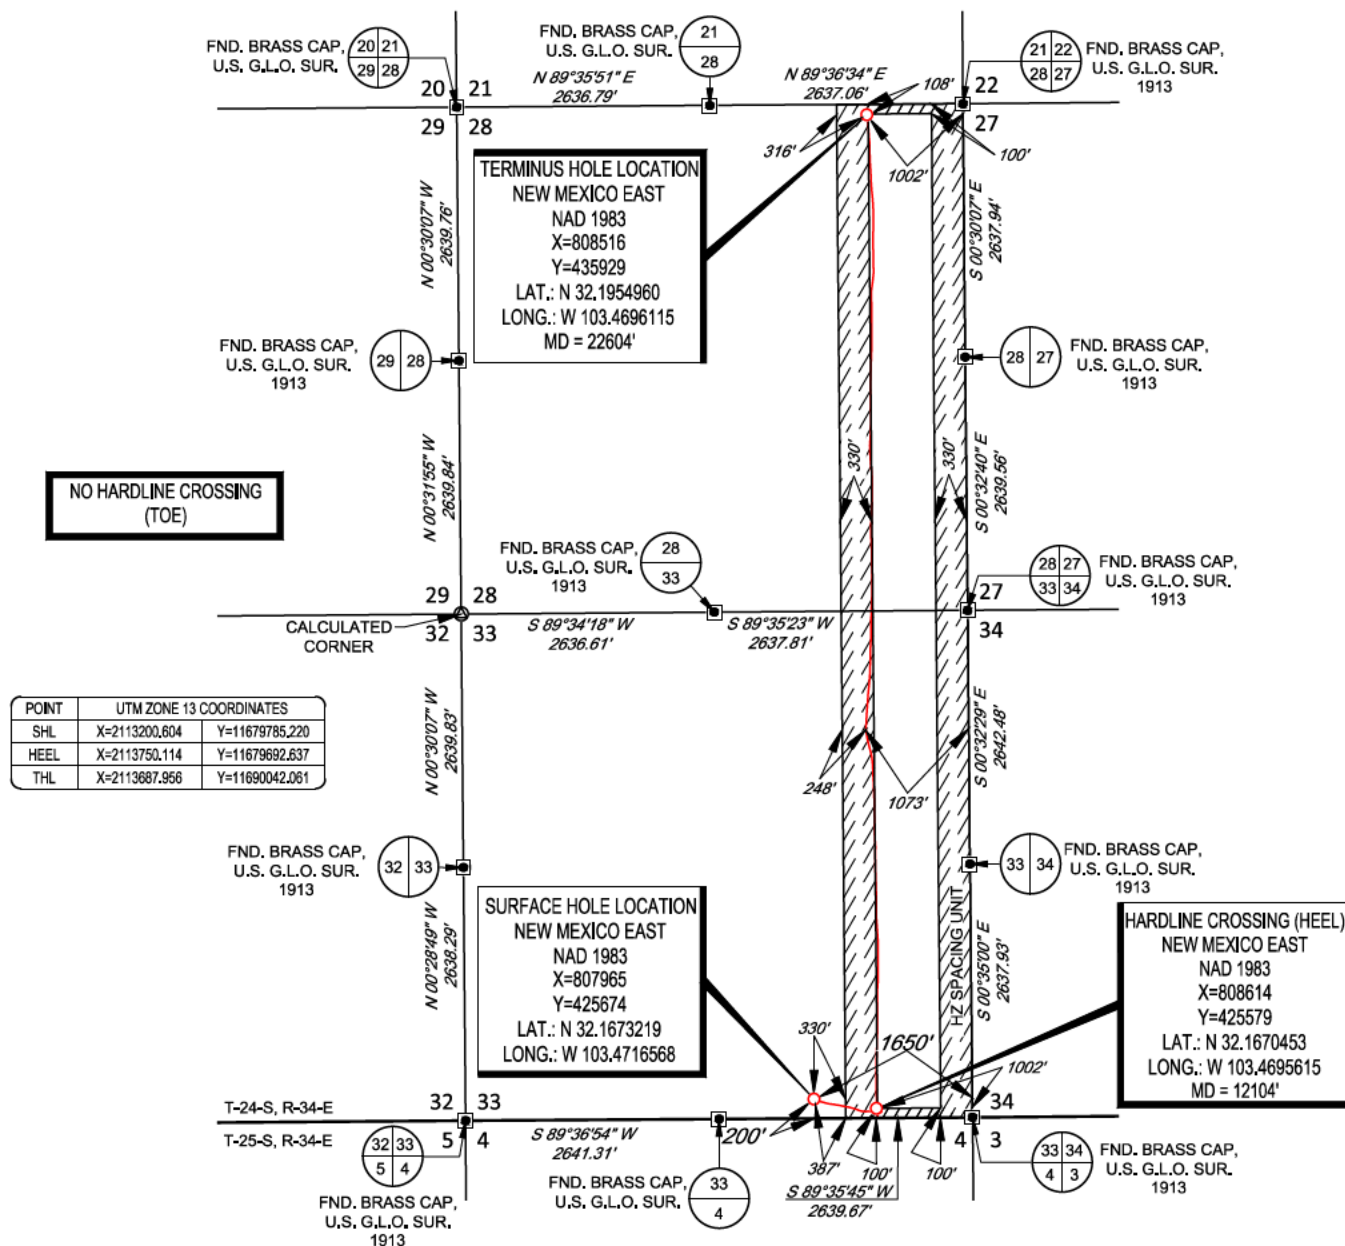 FND. BRASS CAP,
U.S. G.L.O. SUR.
20 21
29 28
FND. BRASS CAP,
U.S. G.L.O. SUR.
1913
21
28
21 22
28 27
FND. BRASS CAP,
U.S. G.L.O. SUR.
1913
20 21
29 28
N 89°35'51" E
2636.79'
N 89°36'34" E
2637.06'
108'
22
27
316'
1002'
100'
TERMINUS HOLE LOCATION
NEW MEXICO EAST
NAD 1983
X=808516
Y=435929
LAT.: N 32.1954960
LONG.: W 103.4696115
MD = 22604'
N 00°30'07" W
2639.76'
S 00°30'07" E
2637.94'
FND. BRASS CAP,
U.S. G.L.O. SUR.
1913
29 28
28 27
FND. BRASS CAP,
U.S. G.L.O. SUR.
1913
NO HARDLINE CROSSING
(TOE)
N 00°31'55" W
2639.84'
330'
330'
S 00°32'40" E
2639.56'
FND. BRASS CAP,
U.S. G.L.O. SUR.
1913
28
33
28 27
33 34
FND. BRASS CAP,
U.S. G.L.O. SUR.
1913
29 28
32 33
CALCULATED
CORNER
S 89°34'18" W
2636.61'
S 89°35'23" W
2637.81'
27
34
POINT UTM ZONE 13 COORDINATES
SHL X=2113200.604 Y=11679785.220
HEEL X=2113750.114 Y=11679692.637
THL X=2113687.956 Y=11690042.061
N 00°30'07" W
2639.83'
248'
1073'
S 00°32'29" E
2642.48'
FND. BRASS CAP,
U.S. G.L.O. SUR.
1913
32 33
33 34
FND. BRASS CAP,
U.S. G.L.O. SUR.
1913
SURFACE HOLE LOCATION
NEW MEXICO EAST
NAD 1983
X=807965
Y=425674
LAT.: N 32.1673219
LONG.: W 103.4716568
N 00°28'49" W
2638.29'
HZ SPACING UNIT
S 00°35'00" E
2637.93'
HARDLINE CROSSING (HEEL)
NEW MEXICO EAST
NAD 1983
X=808614
Y=425579
LAT.: N 32.1670453
LONG.: W 103.4695615
MD = 12104'
330'
1650'
1002'
T-24-S, R-34-E
T-25-S, R-34-E
32 33
5 4
34
4 3
S 89°36'54" W
2641.31'
200'
387'
100'
100'
S 89°35'45" W
2639.67'
32 33
5 4
FND. BRASS CAP,
U.S. G.L.O. SUR.
1913
FND. BRASS CAP,
U.S. G.L.O. SUR.
33
4
33 34
4 3
FND. BRASS CAP,
U.S. G.L.O. SUR.
1913